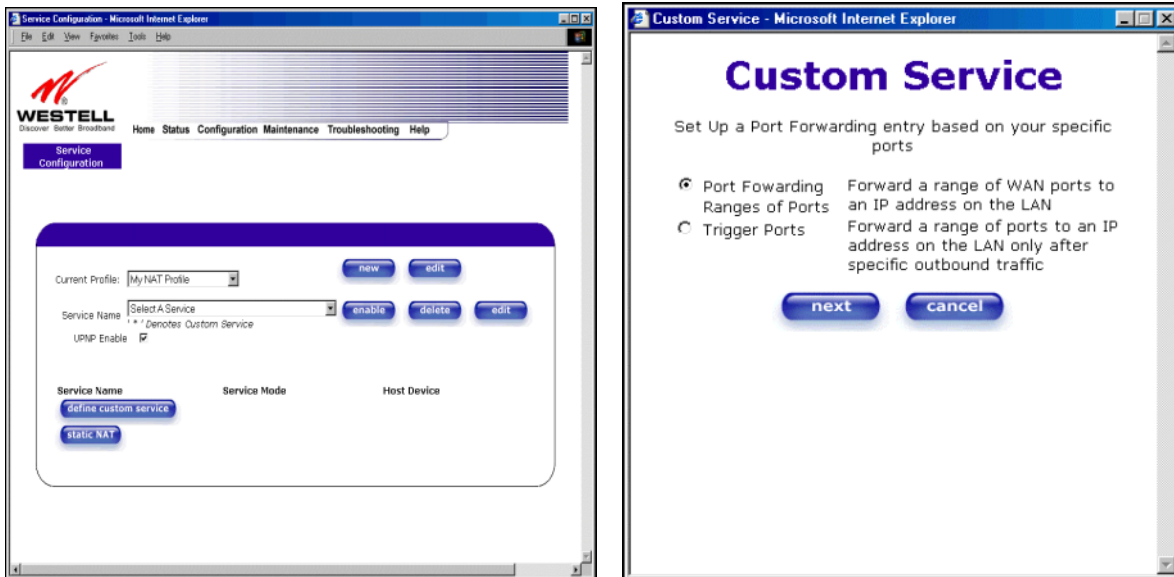 Service Configuration - Microsoft Internet Explorer
File Edit View Favorites Tools Help
WESTELL
Discover Better Broadband
Home Status Configuration Maintenance Troubleshooting Help
Service
Configuration
Current Profile: My NAT Profile new edit
Service Name Select A Service enable delete edit
' * ' Denotes Custom Service
UPNP Enable
Service Name Service Mode Host Device
define custom service
static NAT
Custom Service - Microsoft Internet Explorer
Custom Service
Set Up a Port Forwarding entry based on your specific
ports
Port Fowarding Forward a range of WAN ports to
Ranges of Ports an IP address on the LAN
Trigger Ports Forward a range of ports to an IP
address on the LAN only after
specific outbound traffic
next cancel